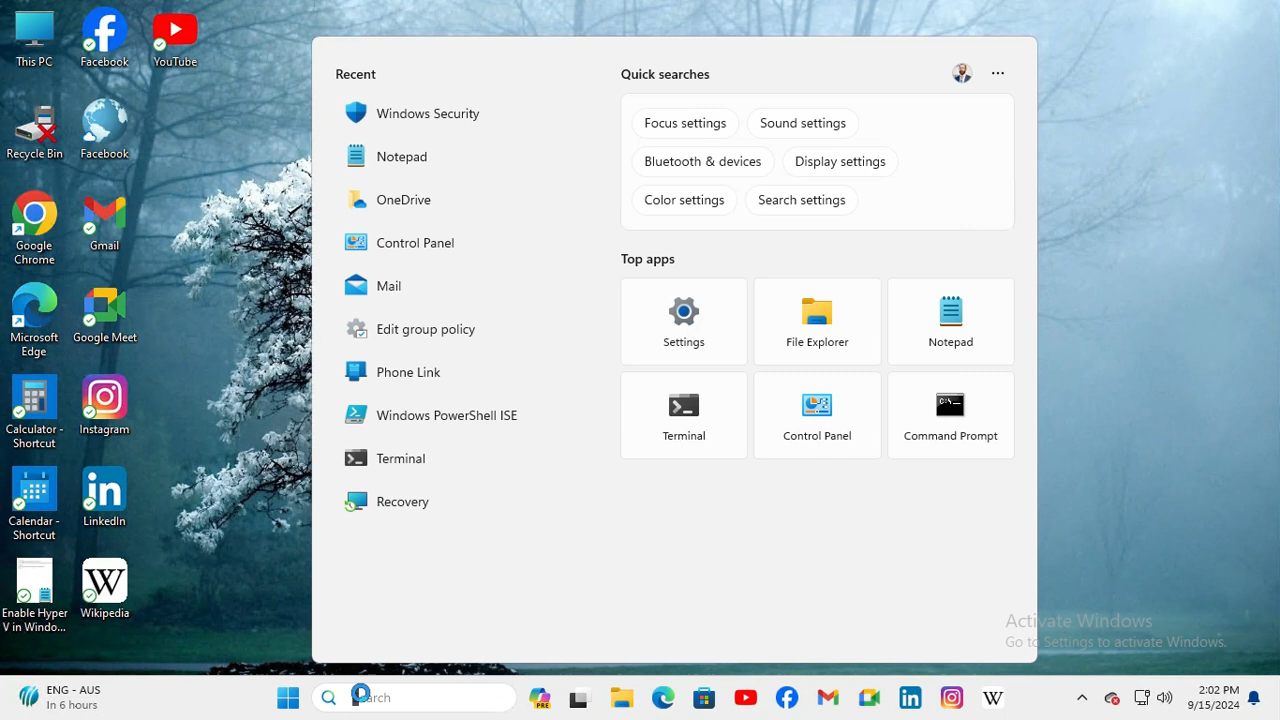 This PC
Facebook
YouTube
Recycle Bin
Facebook
Google
Chrome
Gmail
Microsoft
Edge
Google Meet
Calculator -
Shortcut
Instagram
Calendar -
Shortcut
LinkedIn
Enable Hyper
V in Windo...
Wikipedia
Recent
Windows Security
Notepad
OneDrive
Control Panel
Mail
Edit group policy
Phone Link
Windows PowerShell ISE
Terminal
Recovery
Quick searches
Focus settings
Sound settings
Bluetooth & devices
Display settings
Color settings
Search settings
Top apps
Settings
File Explorer
Notepad
Terminal
Control Panel
Command Prompt
Activate Windows
Go to Settings to activate Windows.
ENG - AUS
In 6 hours
Search
PRE
2:02 PM
9/15/2024